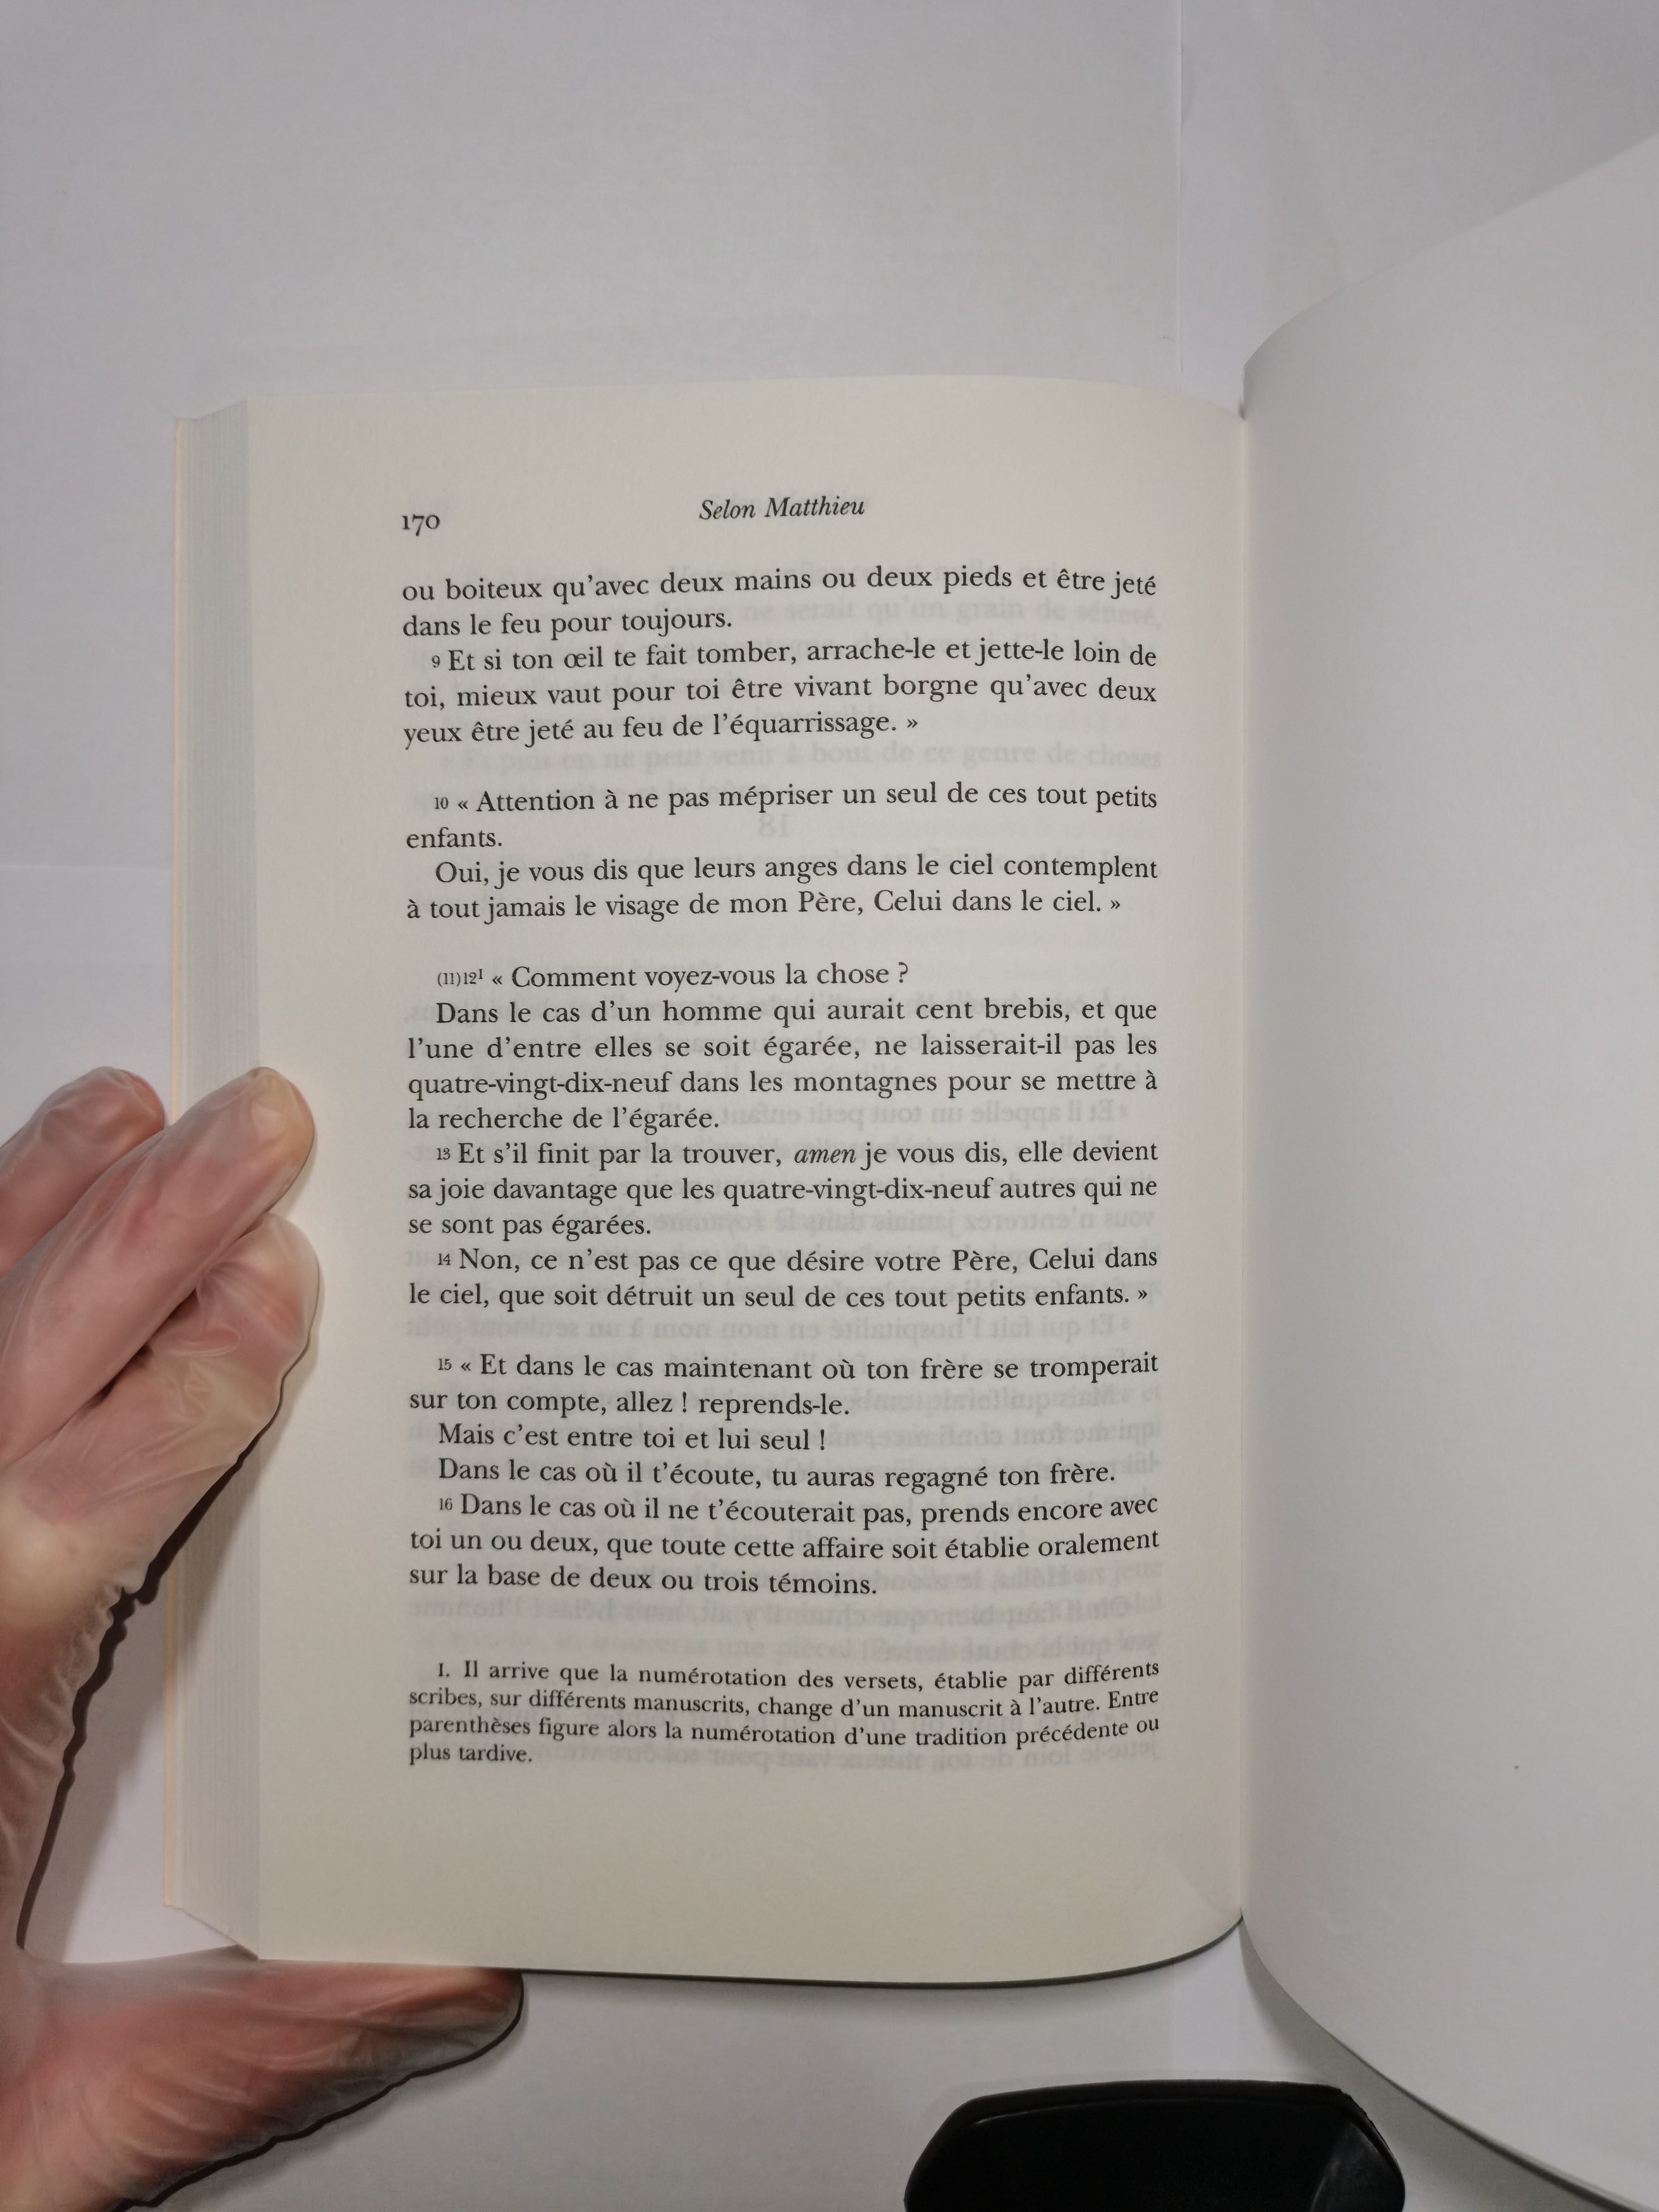 170
Selon Matthieu
ou boiteux qu’avec deux mains ou deux pieds et être jeté
dans le feu pour toujours.
9 Et si ton œil te fait tomber, arrache-le et jette-le loin de
toi, mieux vaut pour toi être vivant borgne qu’avec deux
yeux être jeté au feu de l’équarrissage. »
10 « Attention à ne pas mépriser un seul de ces tout petits
enfants.
Oui, je vous dis que leurs anges dans le ciel contemplent
à tout jamais le visage de mon Père, Celui dans le ciel. »
(11)12¹ « Comment voyez-vous la chose ?
Dans le cas d’un homme qui aurait cent brebis, et que
l’une d’entre elles se soit égarée, ne laisserait-il pas les
quatre-vingt-dix-neuf dans les montagnes pour se mettre à
la recherche de l’égarée.
13 Et s’il finit par la trouver, amen je vous dis, elle devient
sa joie davantage que les quatre-vingt-dix-neuf autres qui ne
se sont pas égarées.
14 Non, ce n’est pas ce que désire votre Père, Celui dans
le ciel, que soit détruit un seul de ces tout petits enfants. »
15 « Et dans le cas maintenant où ton frère se tromperait
sur ton compte, allez ! reprends-le.
Mais c’est entre toi et lui seul !
Dans le cas où il t’écoute, tu auras regagné ton frère.
16 Dans le cas où il ne t’écouterait pas, prends encore avec
toi un ou deux, que toute cette affaire soit établie oralement
sur la base de deux ou trois témoins.
1. Il arrive que la numérotation des versets, établie par différents
scribes, sur différents manuscrits, change d’un manuscrit à l’autre. Entre
parenthèses figure alors la numérotation d’une tradition précédente ou
plus tardive.